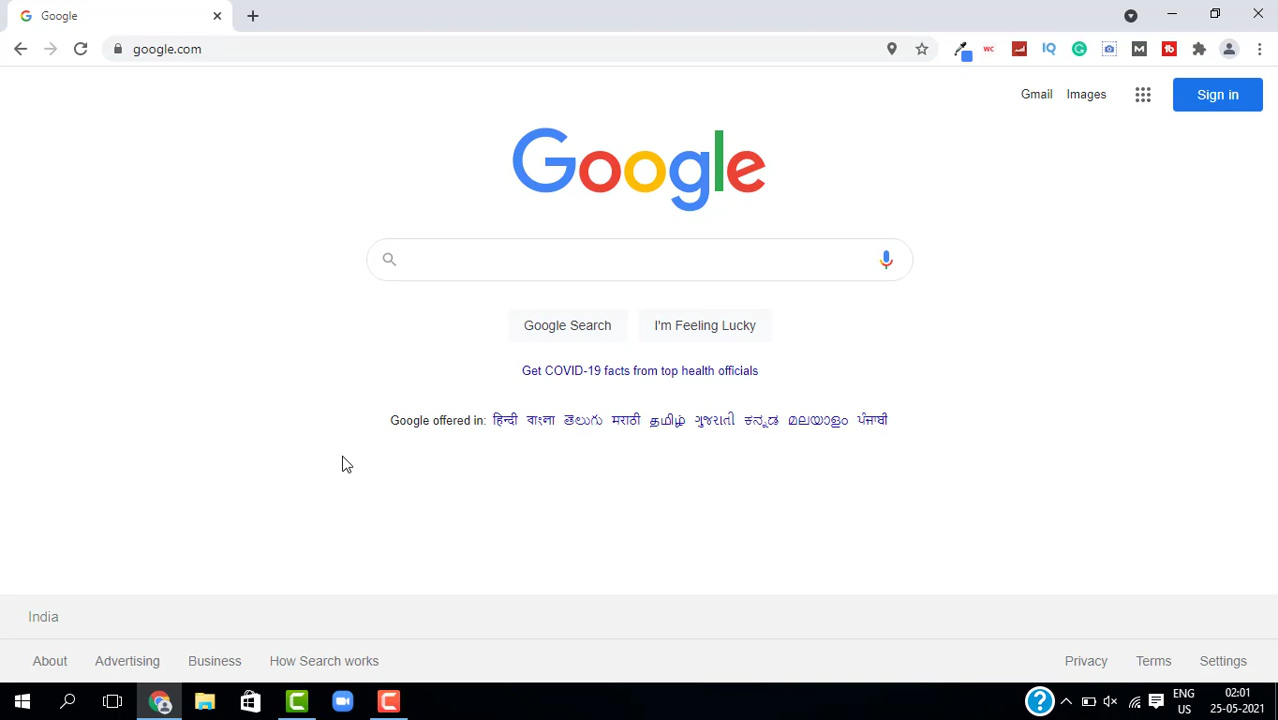 Google
google.com
WC
IQ
M
Gmail Images Sign in
Google
Google Search I'm Feeling Lucky
Get COVID-19 facts from top health officials
Google offered in: हिन्दी বাংলা తెలుగు मराठी தமிழ் ગુજરાતી ಕನ್ನಡ മലയാളം ਪੰਜਾਬੀ
India
About Advertising Business How Search works Privacy Terms Settings
ENG 02:01
US 25-05-2021